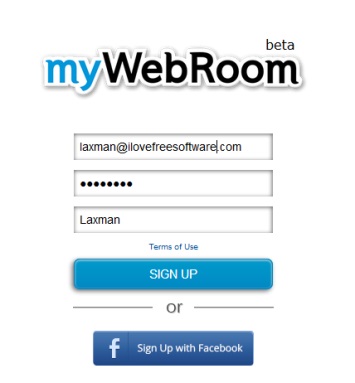 beta
myWebRoom
laxman@ilovefreesoftware.com
••••••••
Laxman
Terms of Use
SIGN UP
or
f Sign Up with Facebook